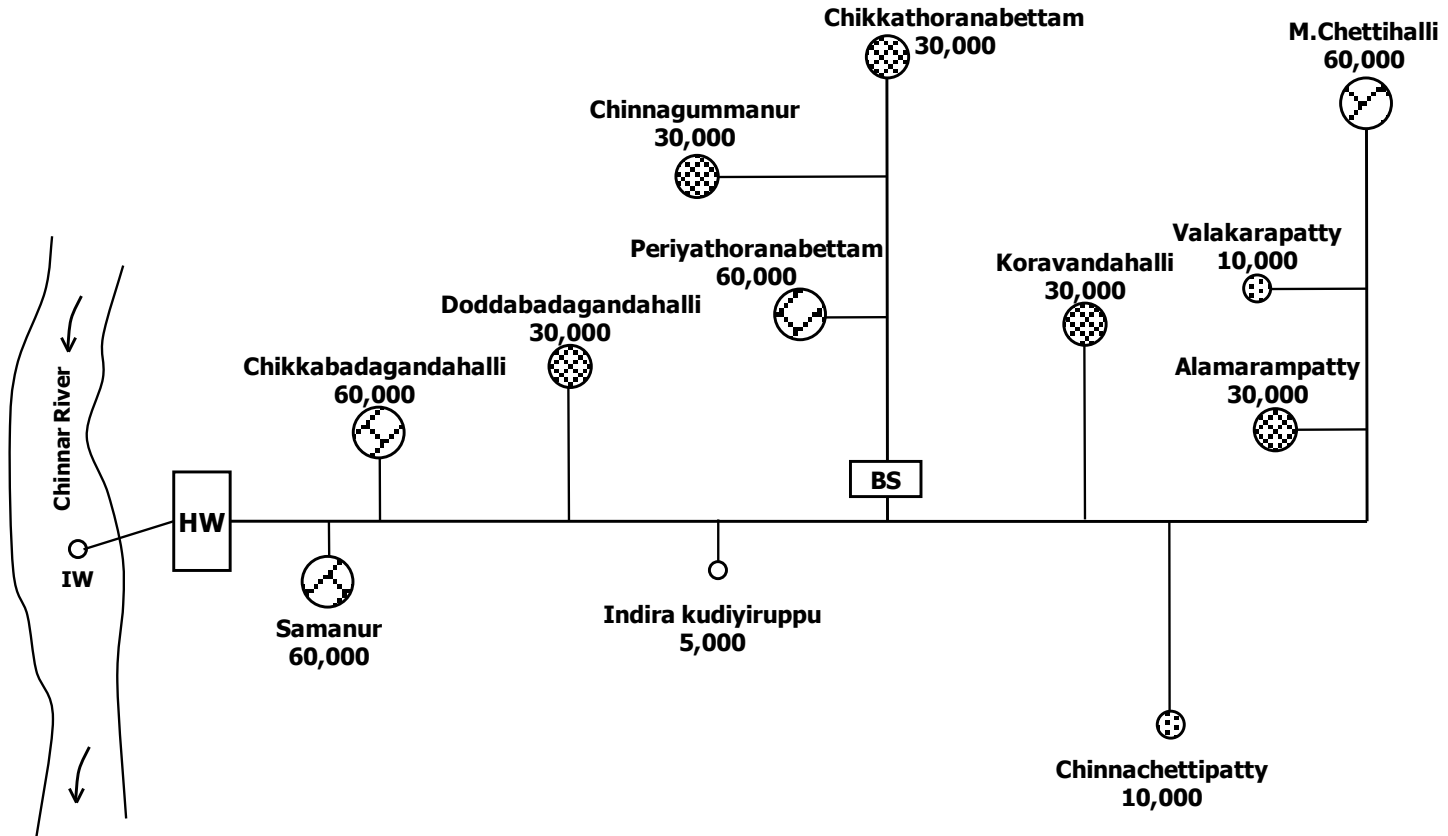 Chikkathoranabettam
30,000
M.Chettihalli
60,000
Chinnagummanur
30,000
Periyathoranabettam
60,000
Koravandahalli
30,000
Valakarapatty
10,000
Doddabadagandahalli
30,000
Chikkabadagandahalli
60,000
Alamarampatty
30,000
Chinnar River
BS
HW
IW
Samanur
60,000
Indira kudiyiruppu
5,000
Chinnachettipatty
10,000